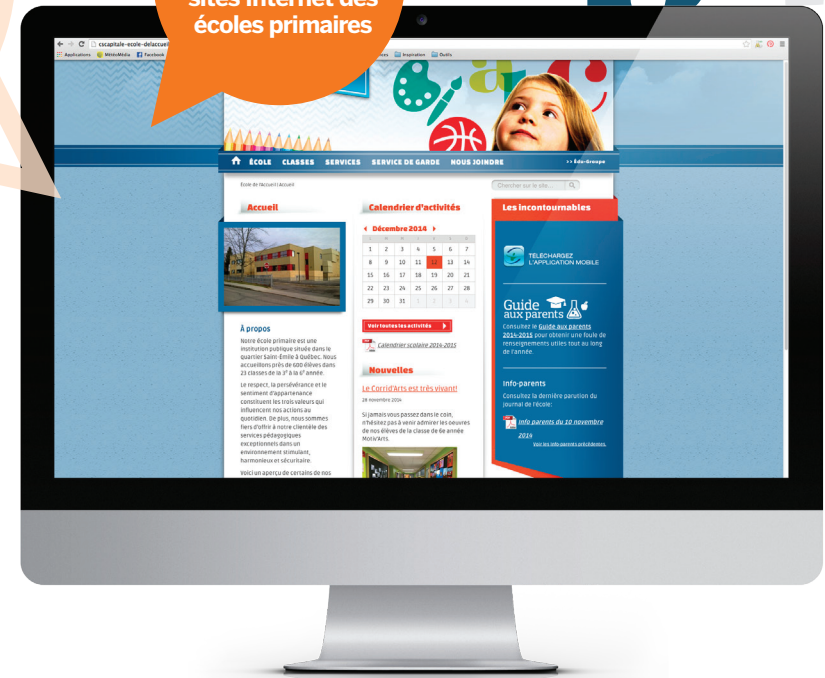 sites internet des
écoles primaires
cscapitale-ecole-delaccueil
Applications MétéoMédia Facebook
Inspiration Outils
ÉCOLE CLASSES SERVICES SERVICE DE GARDE NOUS JOINDRE >> Édu-Groupe
École de l'Accueil | Accueil
Chercher sur le site...
Accueil
À propos
Notre école primaire est une
institution publique située dans le
quartier Saint-Émile à Québec. Nous
accueillons près de 600 élèves dans
23 classes de la 3e à la 6e année.
Le respect, la persévérance et le
sentiment d'appartenance
constituent les trois valeurs qui
influencent nos actions au
quotidien. De plus, nous sommes
fiers d'offrir à notre clientèle des
services pédagogiques
exceptionnels dans un
environnement stimulant,
harmonieux et sécuritaire.
Voici un aperçu de certains de nos
Calendrier d'activités
Décembre 2014
1 2 3 4 5 6 7
8 9 10 11 12 13 14
15 16 17 18 19 20 21
22 23 24 25 26 27 28
29 30 31 1 2 3 4
Voir toutes les activités
Calendrier scolaire 2014-2015
Nouvelles
Le Corrid'Arts est très vivant!
28 novembre 2014
Si jamais vous passez dans le coin,
n'hésitez pas à venir admirer les oeuvres
de nos élèves de la classe de 6e année
Motiv'Arts.
Les incontournables
TELECHARGEZ
L'APPLICATION MOBILE
Guide
aux parents
Consultez le Guide aux parents
2014-2015 pour obtenir une foule de
renseignements utiles tout au long
de l'année.
Info-parents
Consultez la dernière parution du
journal de l'école:
Info parents du 10 novembre
2014
Voir les info-parents précédentes.